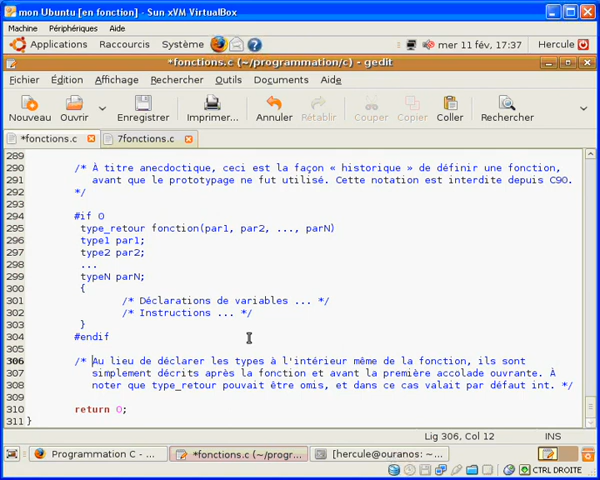 mon Ubuntu [en fonction] - Sun xVM VirtualBox
Machine Périphériques Aide
Applications Raccourcis Système mer 11 fév, 17:37 Hercule
*fonctions.c (~/programmation/c) - gedit
Fichier Édition Affichage Rechercher Outils Documents Aide
Nouveau Ouvrir Enregistrer Imprimer... Annuler Rétablir Couper Copier Coller Rechercher
*fonctions.c 7fonctions.c
289
290 /* À titre anecdoctique, ceci est la façon « historique » de définir une fonction,
291 avant que le prototypage ne fut utilisé. Cette notation est interdite depuis C90.
292 */
293
294 #if 0
295 type_retour fonction(par1, par2, ..., parN)
296 type1 par1;
297 type2 par2;
298 ...
299 typeN parN;
300 {
301 /* Déclarations de variables ... */
302 /* Instructions ... */
303 }
304 #endif
305
306 /* Au lieu de déclarer les types à l'intérieur même de la fonction, ils sont
307 simplement décrits après la fonction et avant la première accolade ouvrante. À
308 noter que type_retour pouvait être omis, et dans ce cas valait par défaut int. */
309
310 return 0;
311 }
Lig 306, Col 12 INS
Programmation C - ... *fonctions.c (~/progr... [hercule@ouranos: ~...
CTRL DROITE